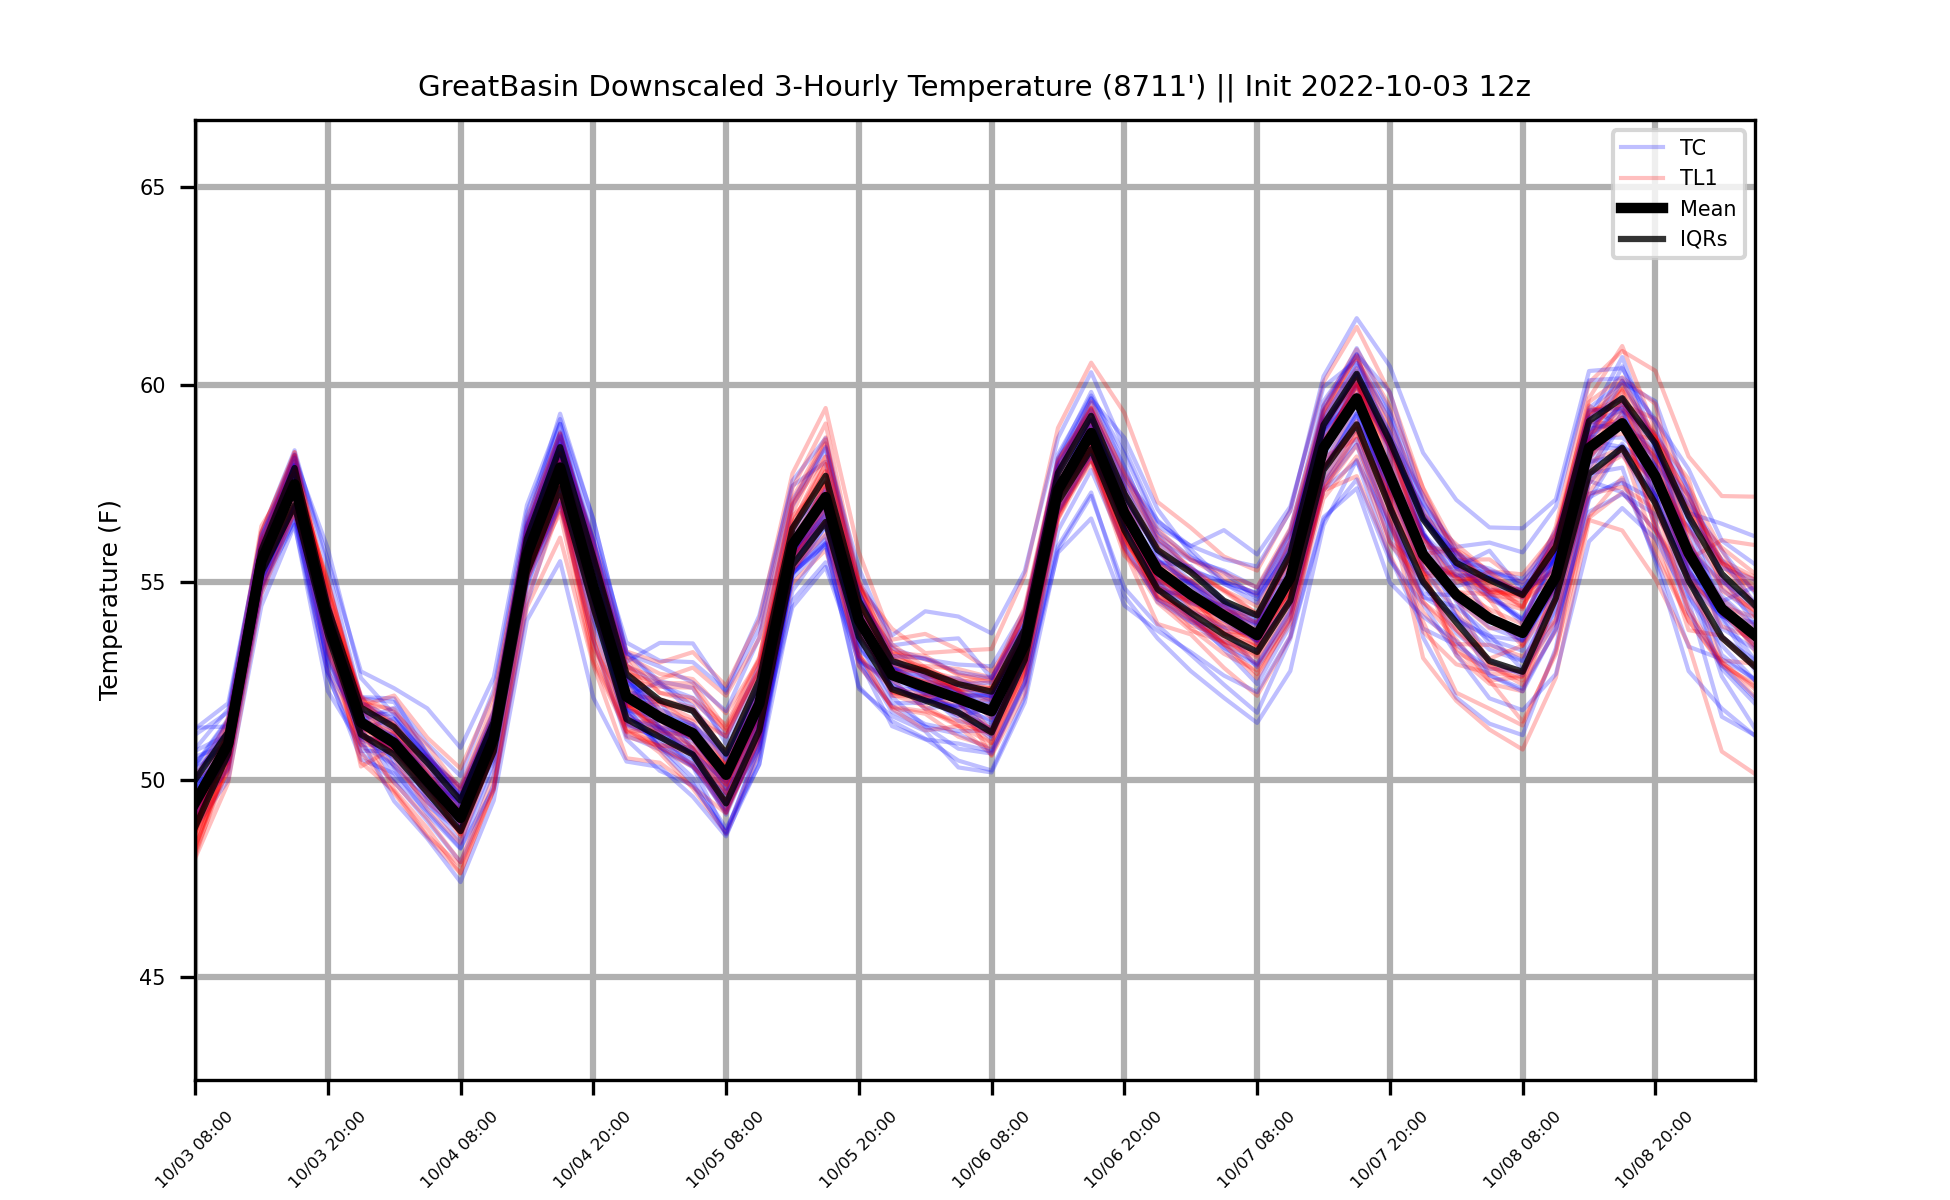 GreatBasin Downscaled 3-Hourly Temperature (8711') || Init 2022-10-03 12z
TC
TL1
Mean
IQRs
Temperature (F)
65
60
55
50
45
10/03 08:00
10/03 20:00
10/04 08:00
10/04 20:00
10/05 08:00
10/05 20:00
10/06 08:00
10/06 20:00
10/07 08:00
10/07 20:00
10/08 08:00
10/08 20:00